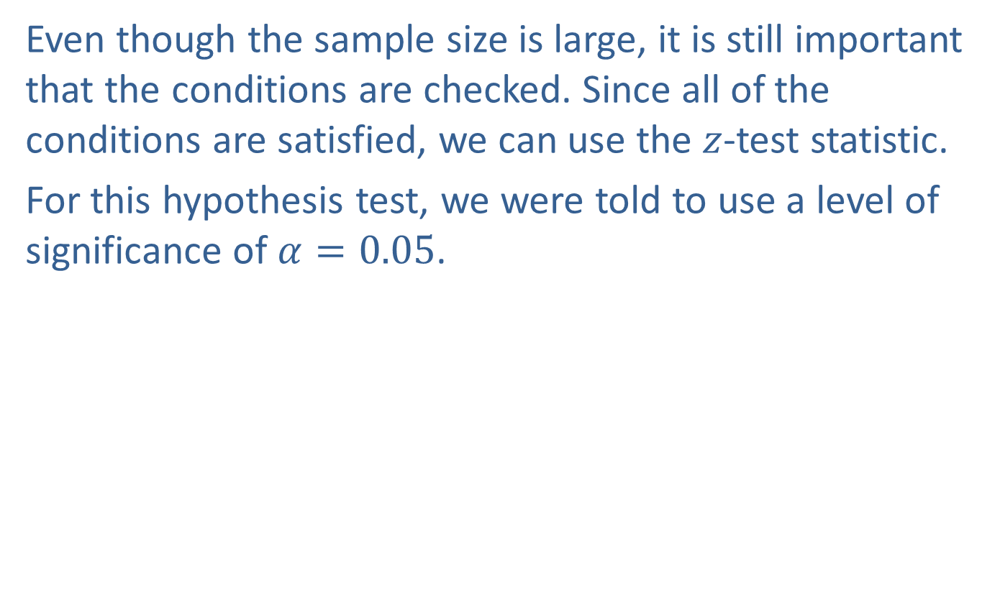 Even though the sample size is large, it is still important
that the conditions are checked. Since all of the
conditions are satisfied, we can use the z-test statistic.
For this hypothesis test, we were told to use a level of
significance of α = 0.05.